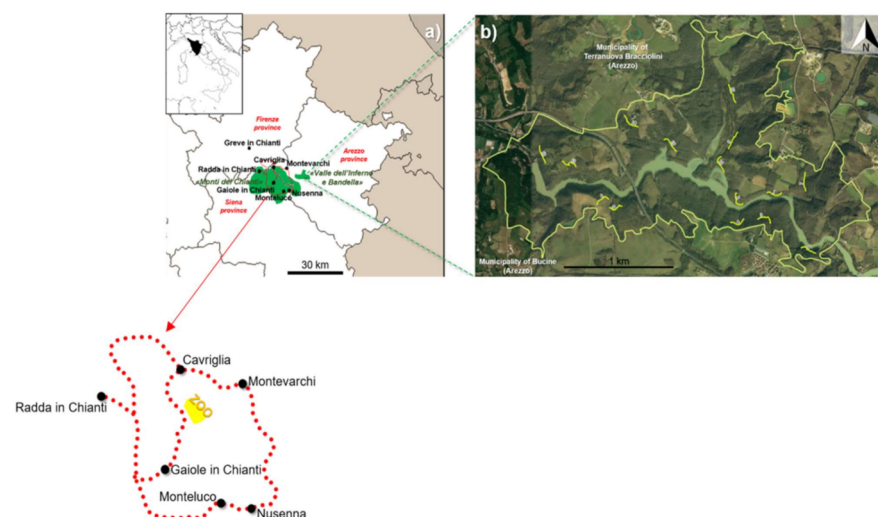 a)
Firenze
province
Greve in Chianti
Cavriglia
Montevarchi
Arezzo
province
Radda in Chianti
«Valle dell'Inferno
e Bandella»
«Monti del Chianti»
Gaiole in Chianti
Nusenna
Monteluco
Siena
province
30 km
b)
N
Municipality of
Terranuova Bracciolini
(Arezzo)
Municipality of Bucine
(Arezzo)
1 km
Cavriglia
Montevarchi
Radda in Chianti
ZOO
Gaiole in Chianti
Monteluco
Nusenna